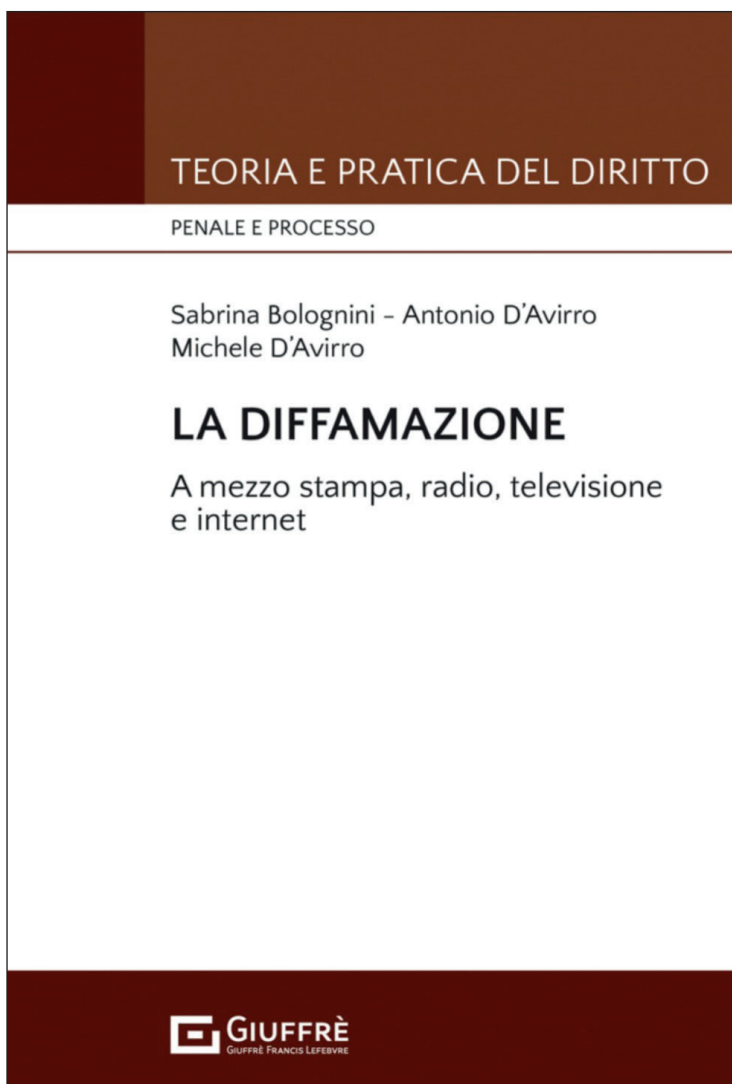 TEORIA E PRATICA DEL DIRITTO
PENALE E PROCESSO
Sabrina Bolognini – Antonio D'Avirro
Michele D'Avirro
LA DIFFAMAZIONE
A mezzo stampa, radio, televisione
e internet
GIUFFRÈ
GIUFFRÈ FRANCIS LEFEBVRE